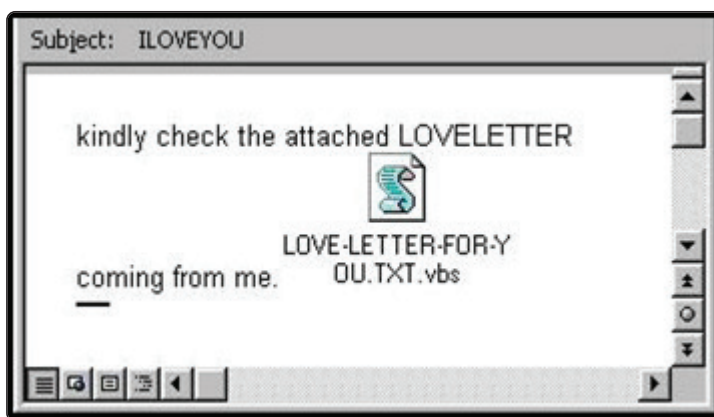 Subject: ILOVEYOU
kindly check the attached LOVELETTER
LOVE-LETTER-FOR-Y
OU.TXT.vbs
coming from me.